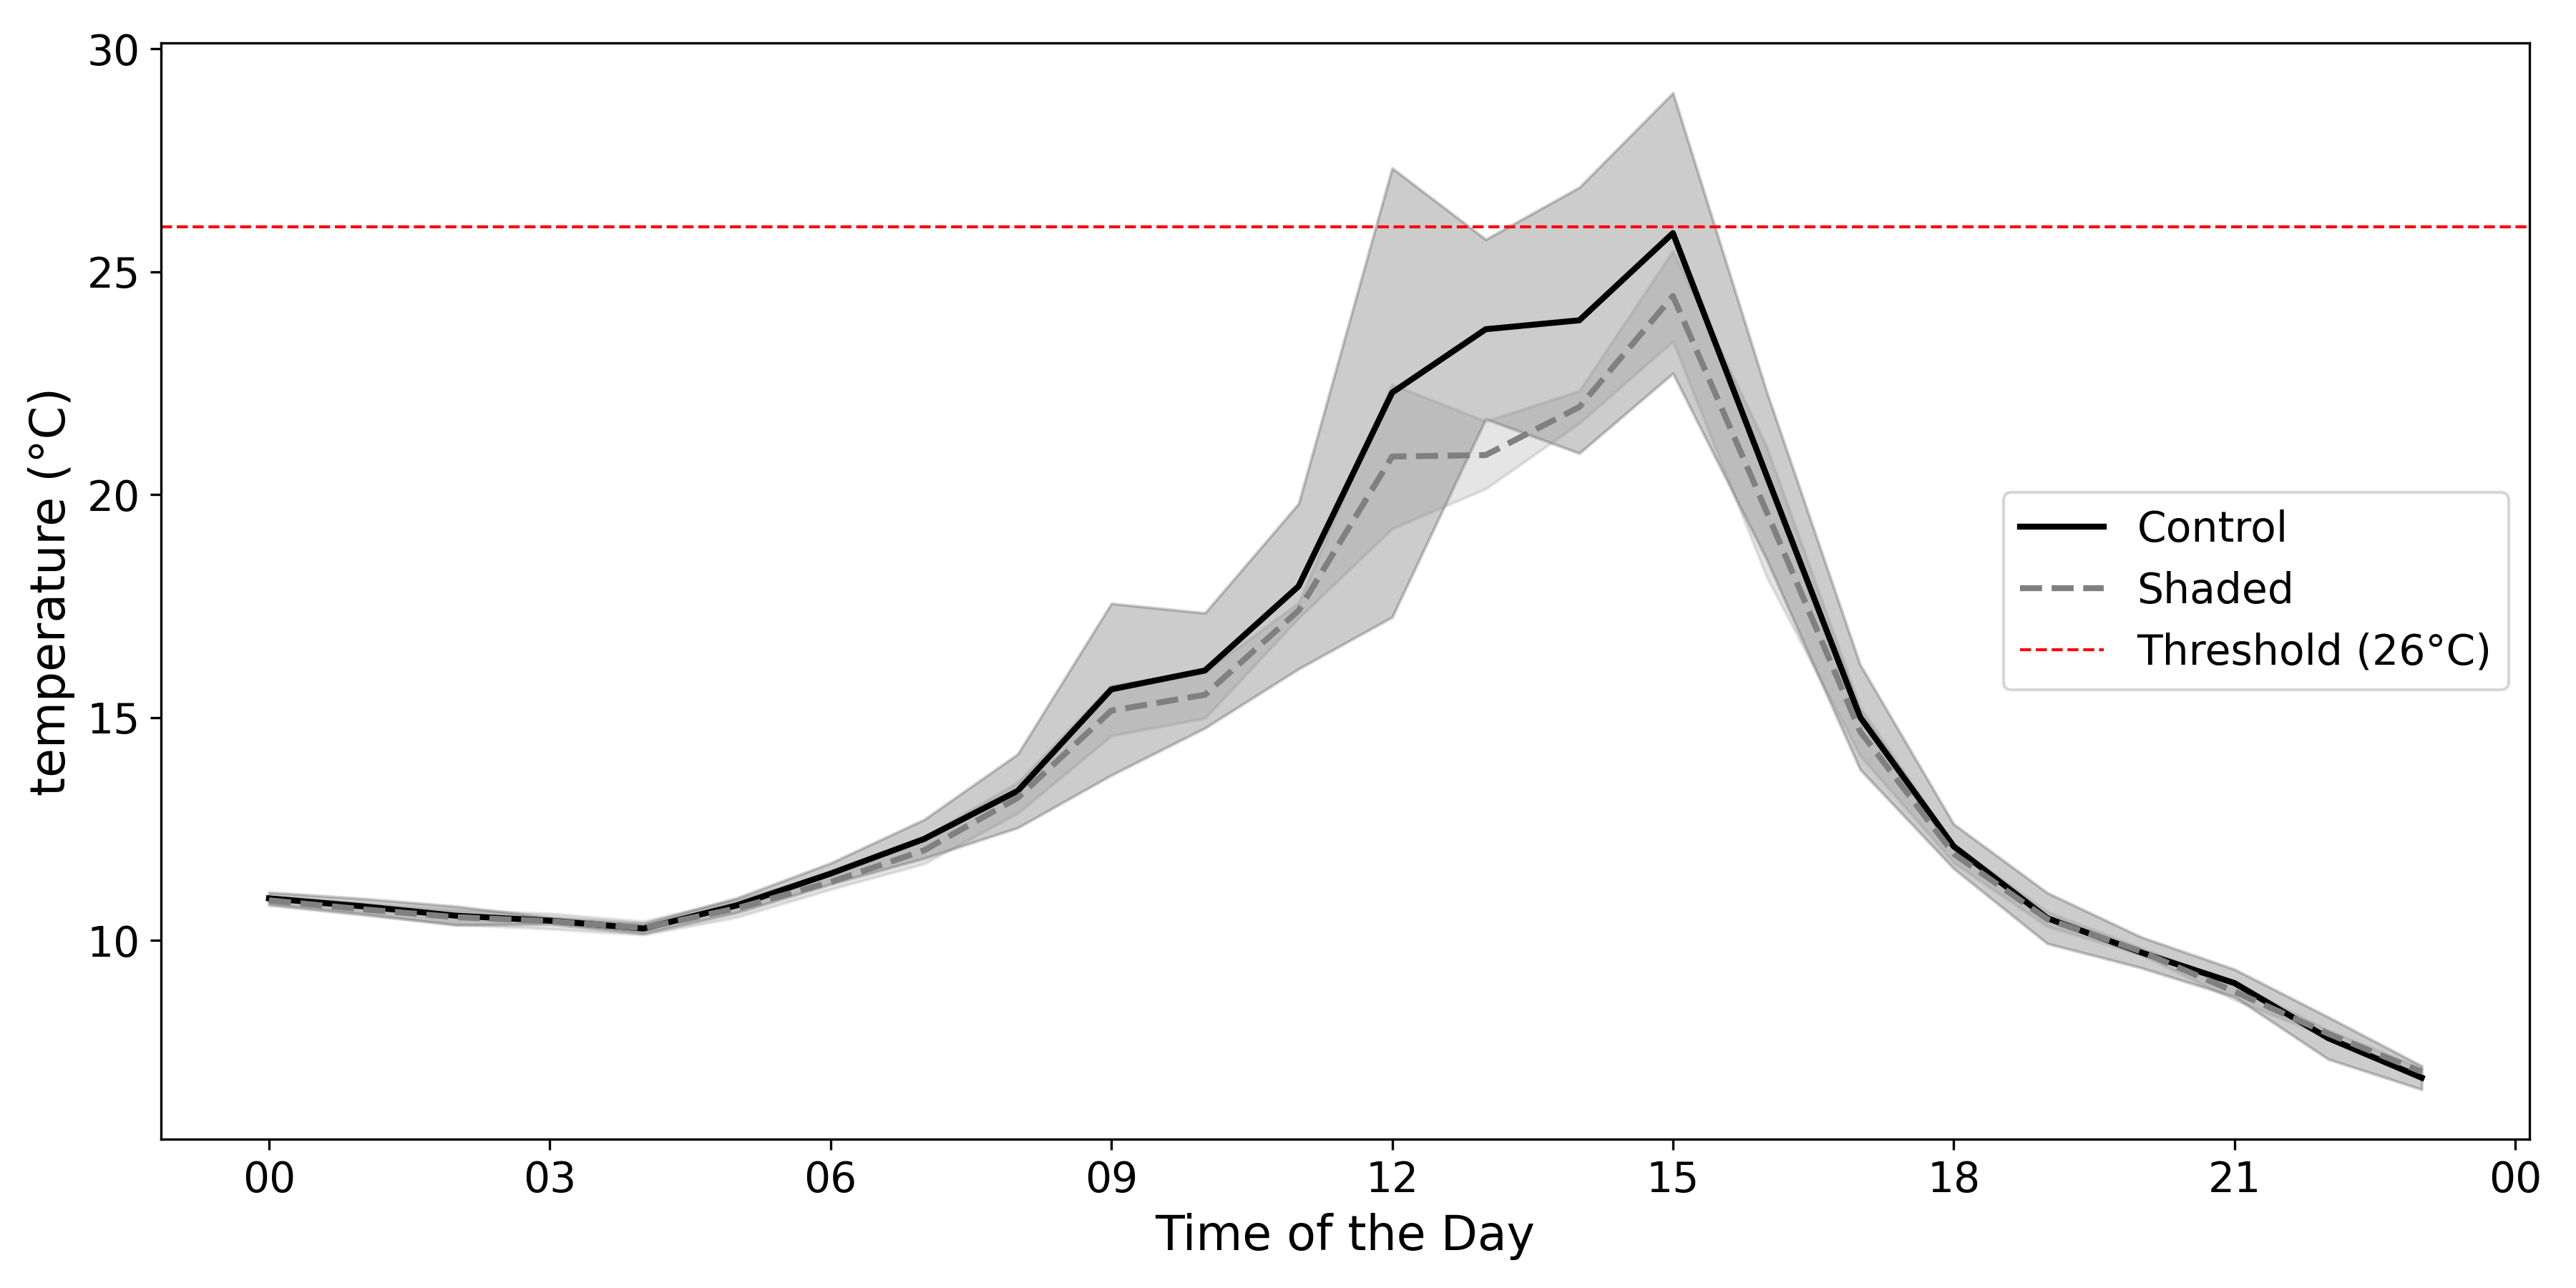 30
25
20
15
10
temperature (°C)
Control
Shaded
Threshold (26°C)
00 03 06 09 12 15 18 21 00
Time of the Day